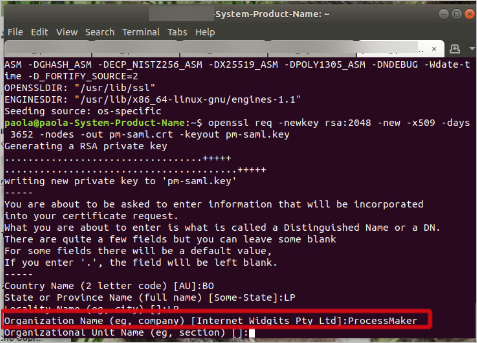 -System-Product-Name: ~
File Edit View Search Terminal Tabs Help
ASM -DGHASH_ASM -DECP_NISTZ256_ASM -DX25519_ASM -DPOLY1305_ASM -DNDEBUG -Wdate-t
ime -D_FORTIFY_SOURCE=2
OPENSSLDIR: "/usr/lib/ssl"
ENGINESDIR: "/usr/lib/x86_64-linux-gnu/engines-1.1"
Seeding source: os-specific
paola@paola-System-Product-Name:~$ openssl req -newkey rsa:2048 -new -x509 -days
3652 -nodes -out pm-saml.crt -keyout pm-saml.key
Generating a RSA private key
..................................+++++
........................................+++++
writing new private key to 'pm-saml.key'
-----
You are about to be asked to enter information that will be incorporated
into your certificate request.
What you are about to enter is what is called a Distinguished Name or a DN.
There are quite a few fields but you can leave some blank
For some fields there will be a default value,
If you enter '.', the field will be left blank.
-----
Country Name (2 letter code) [AU]:BO
State or Province Name (full name) [Some-State]:LP
Locality Name (eg, city) []:LP
Organization Name (eg, company) [Internet Widgits Pty Ltd]:ProcessMaker
Organizational Unit Name (eg, section) []: